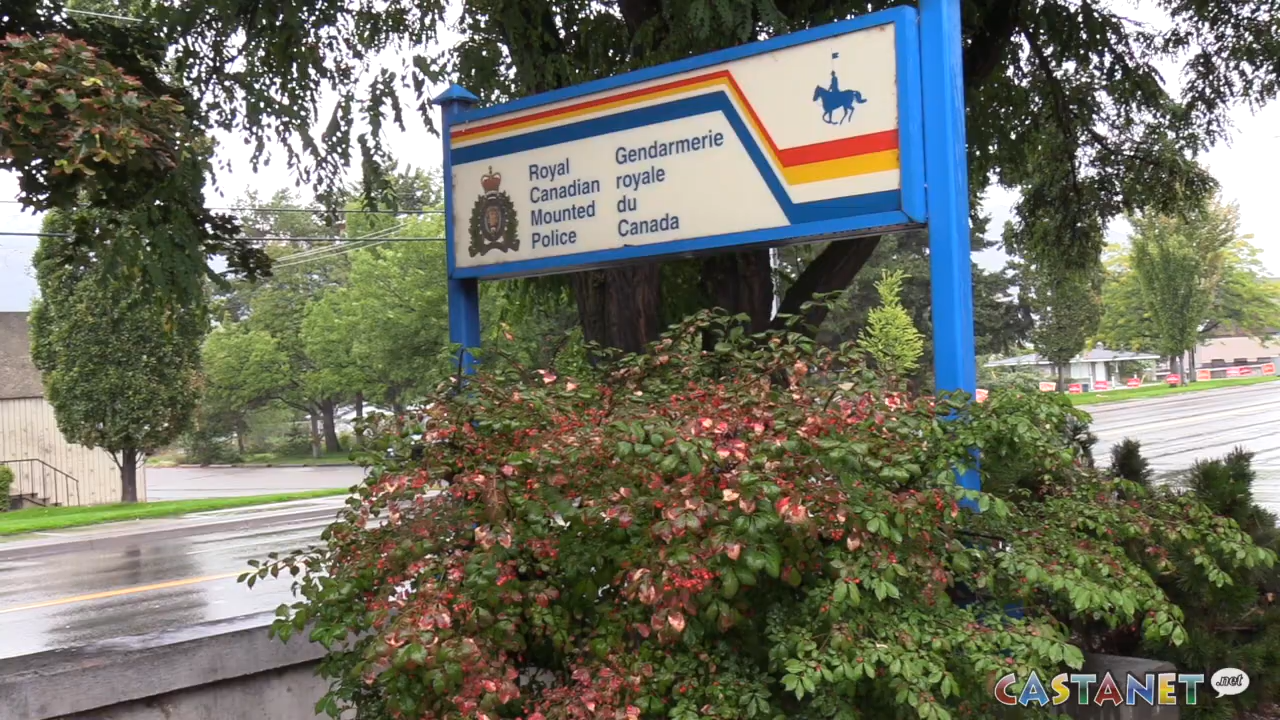 Royal
Canadian
Mounted
Police
Gendarmerie
royale
du
Canada
CASTANET .net